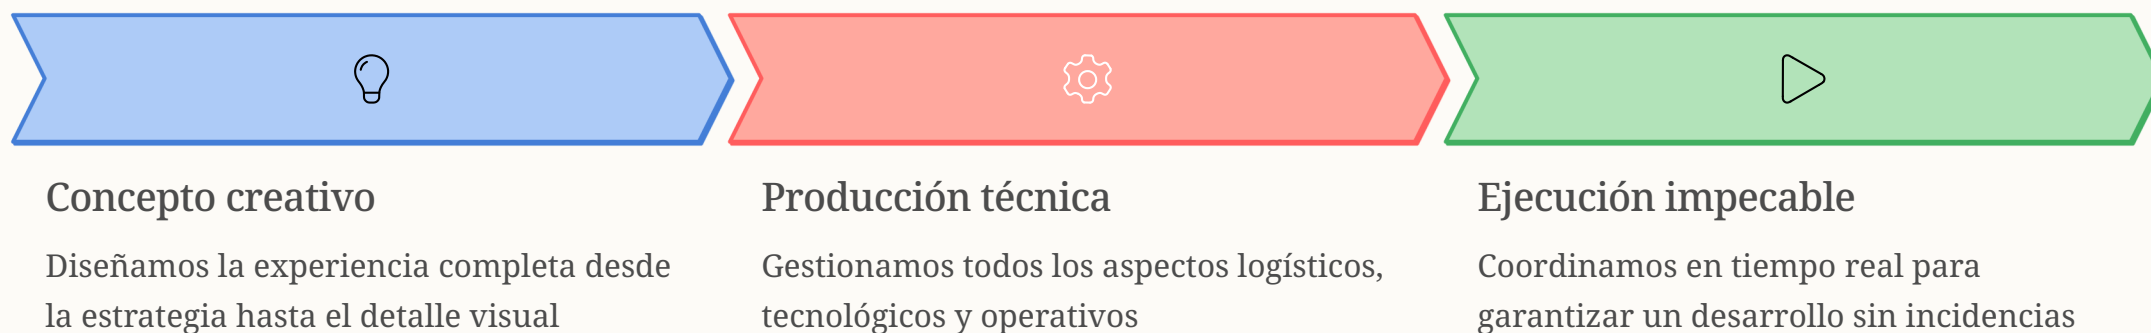 Concepto creativo
Diseñamos la experiencia completa desde
la estrategia hasta el detalle visual
Producción técnica
Gestionamos todos los aspectos logísticos,
tecnológicos y operativos
Ejecución impecable
Coordinamos en tiempo real para
garantizar un desarrollo sin incidencias